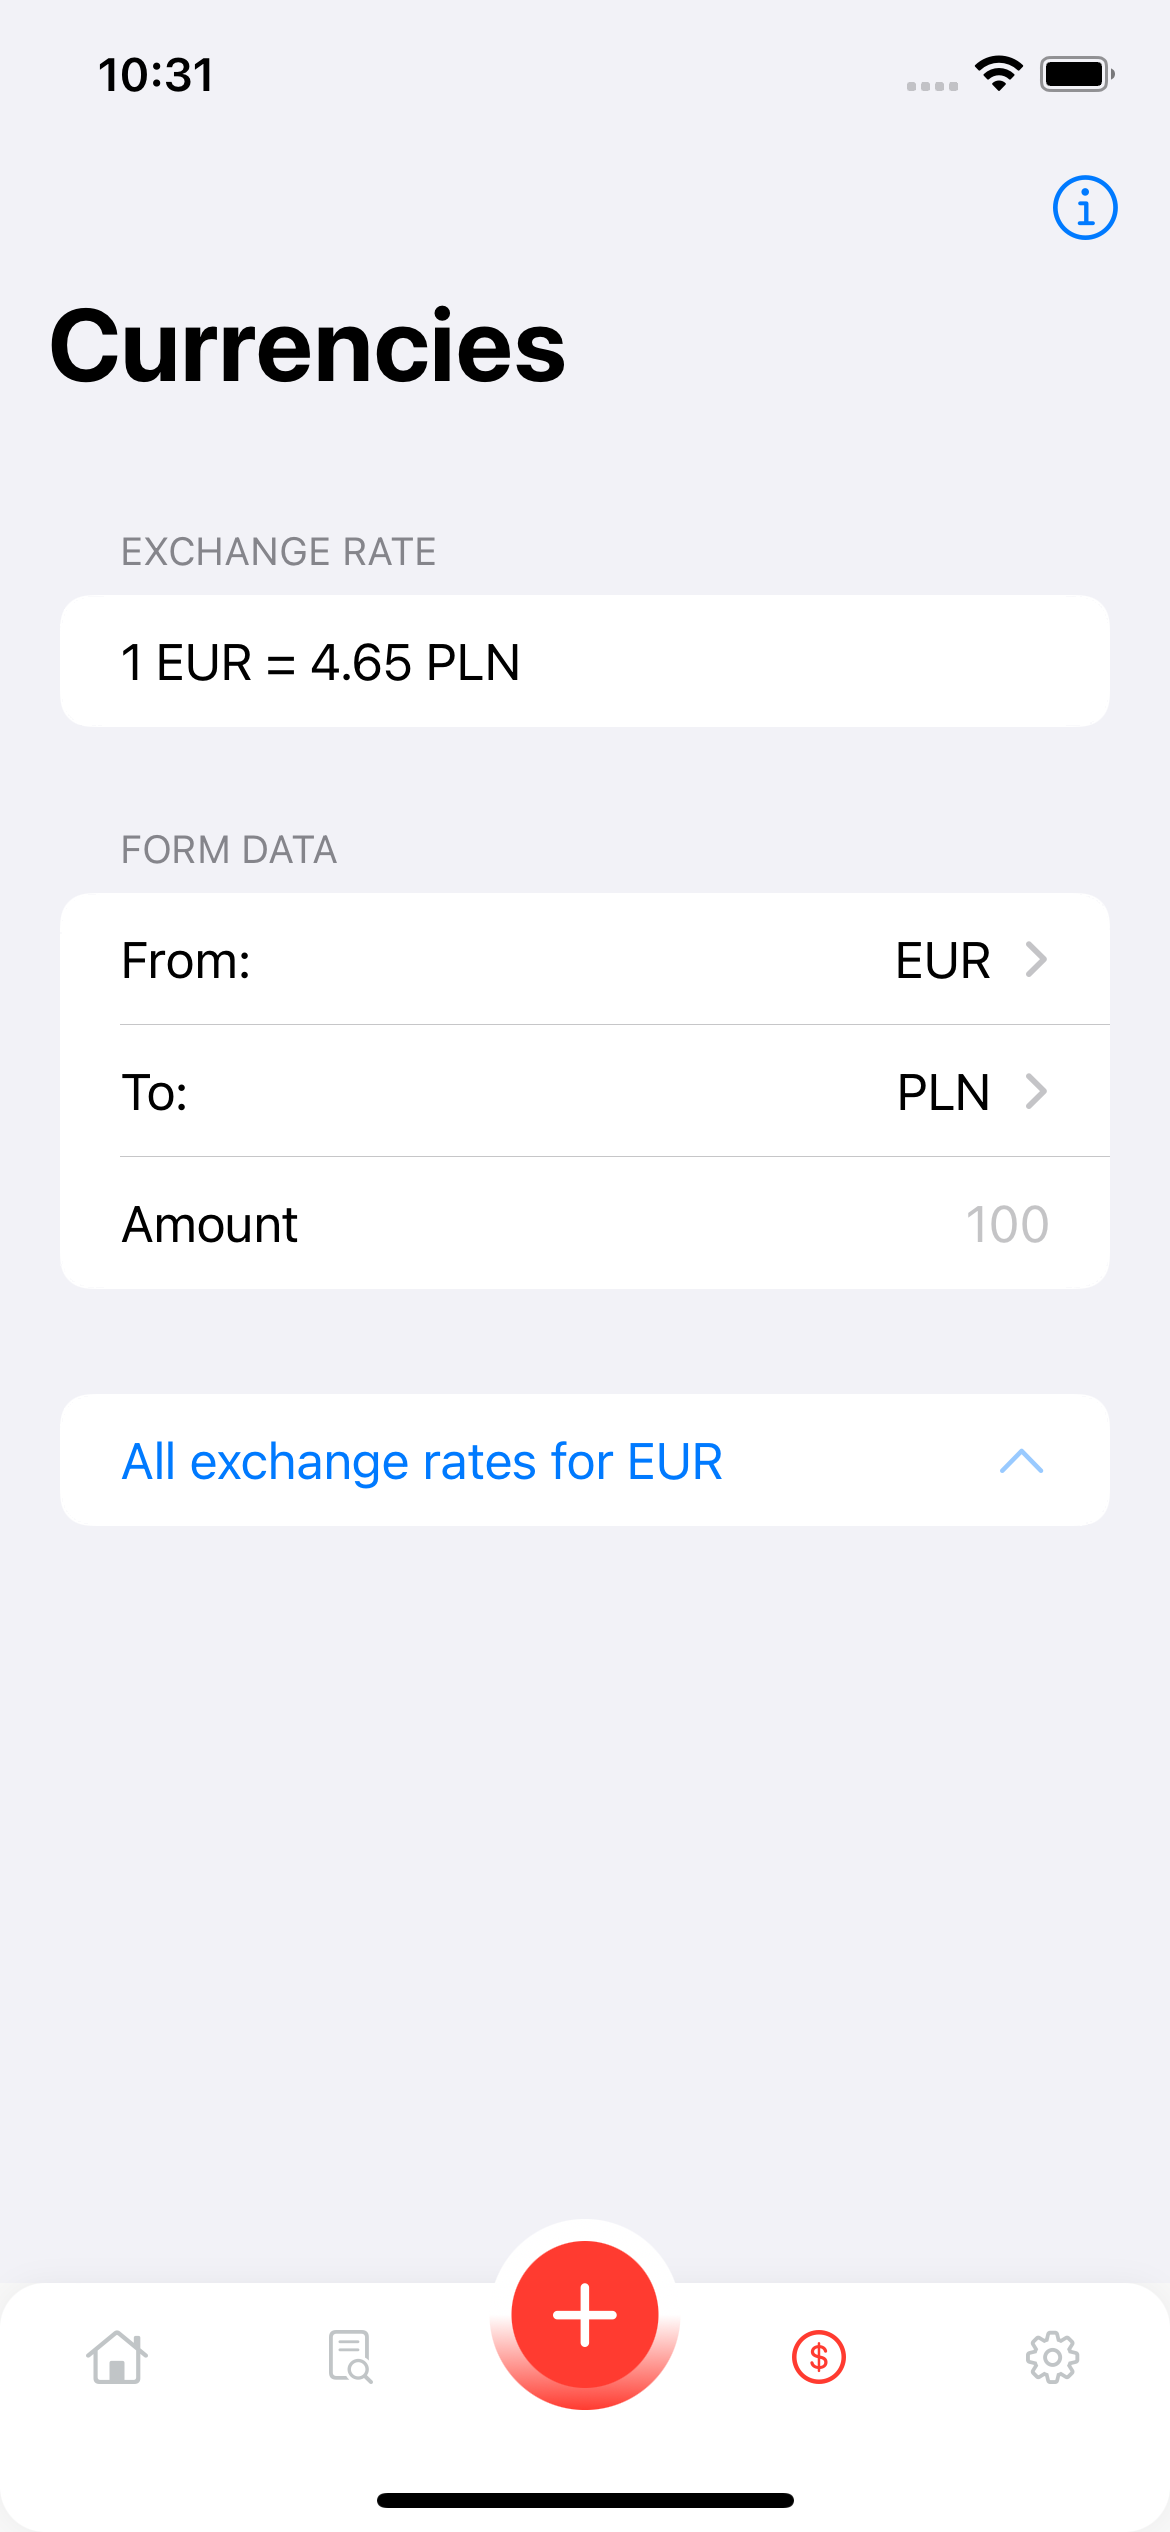 10:31
Currencies
EXCHANGE RATE
1 EUR = 4.65 PLN
FORM DATA
From: EUR
To: PLN
Amount 100
All exchange rates for EUR